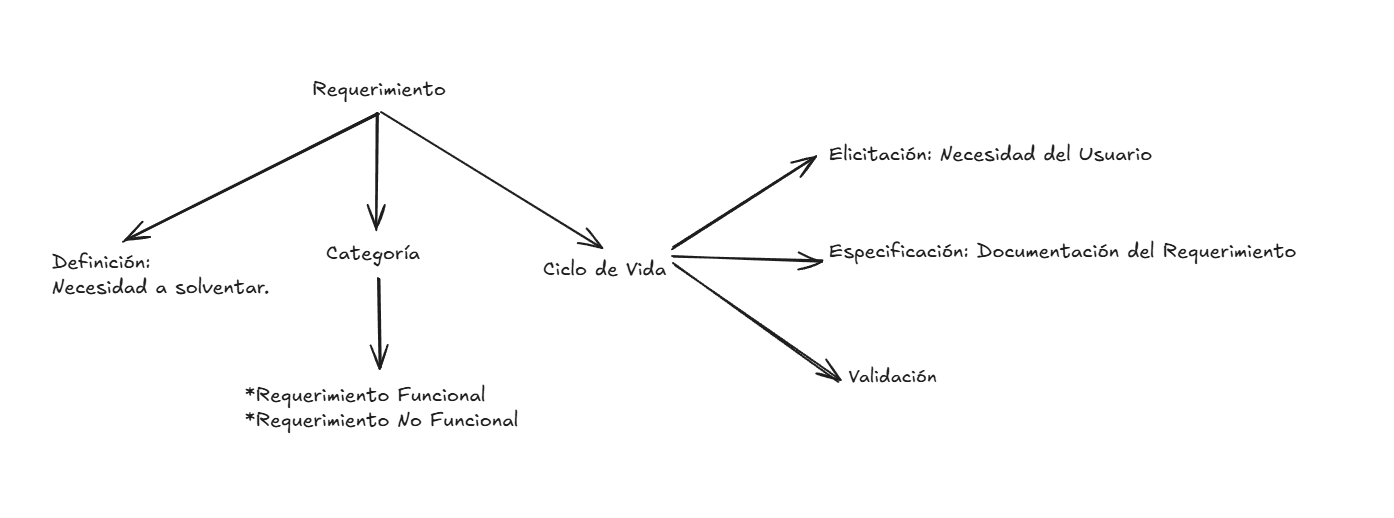 Requerimiento
Definición:
Necesidad a solventar.
Categoría
*Requerimiento Funcional
*Requerimiento No Funcional
Ciclo de Vida
Elicitación: Necesidad del Usuario
Especificación: Documentación del Requerimiento
Validación